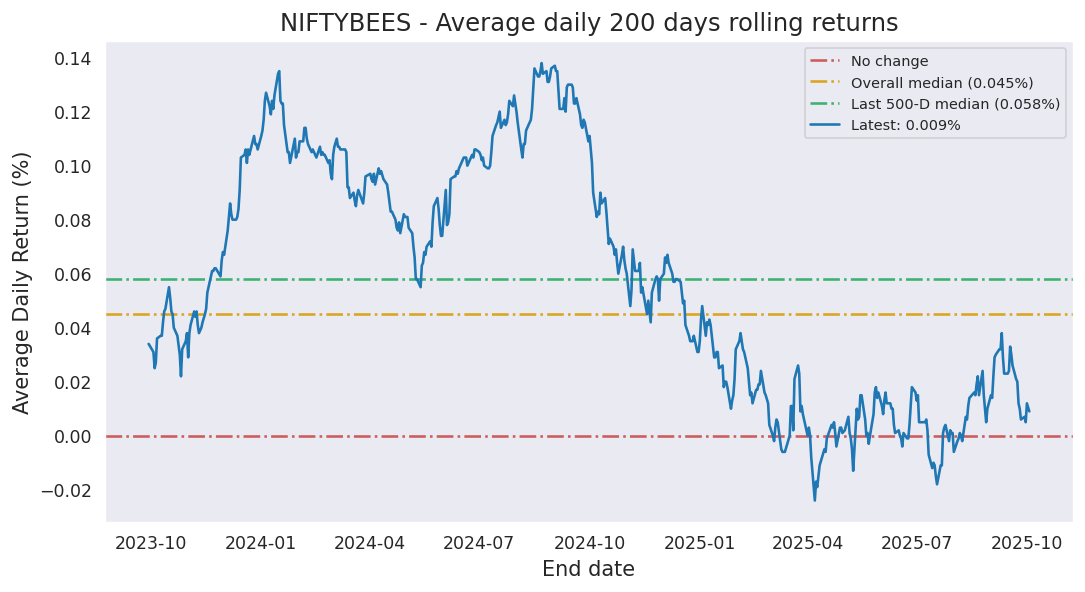 NIFTYBEES - Average daily 200 days rolling returns
No change
Overall median (0.045%)
Last 500-D median (0.058%)
Latest: 0.009%
Average Daily Return (%)
0.14
0.12
0.10
0.08
0.06
0.04
0.02
0.00
−0.02
2023-10 2024-01 2024-04 2024-07 2024-10 2025-01 2025-04 2025-07 2025-10
End date